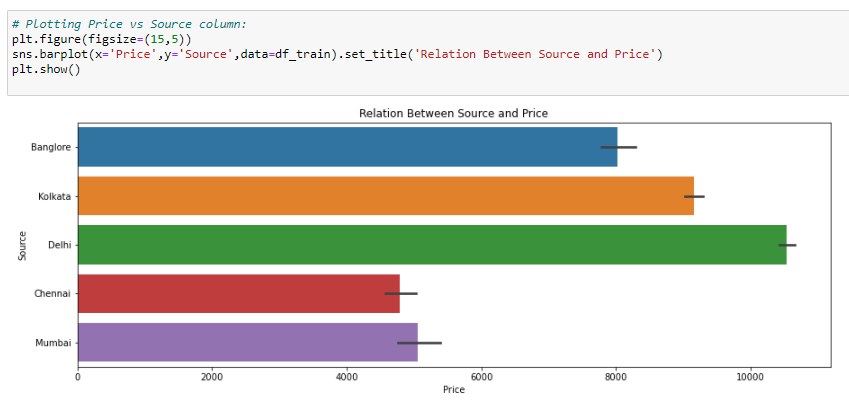 # Plotting Price vs Source column:
plt.figure(figsize=(15,5))
sns.barplot(x='Price',y='Source',data=df_train).set_title('Relation Between Source and Price')
plt.show()
Relation Between Source and Price
Source
Banglore
Kolkata
Delhi
Chennai
Mumbai
0 2000 4000 6000 8000 10000
Price